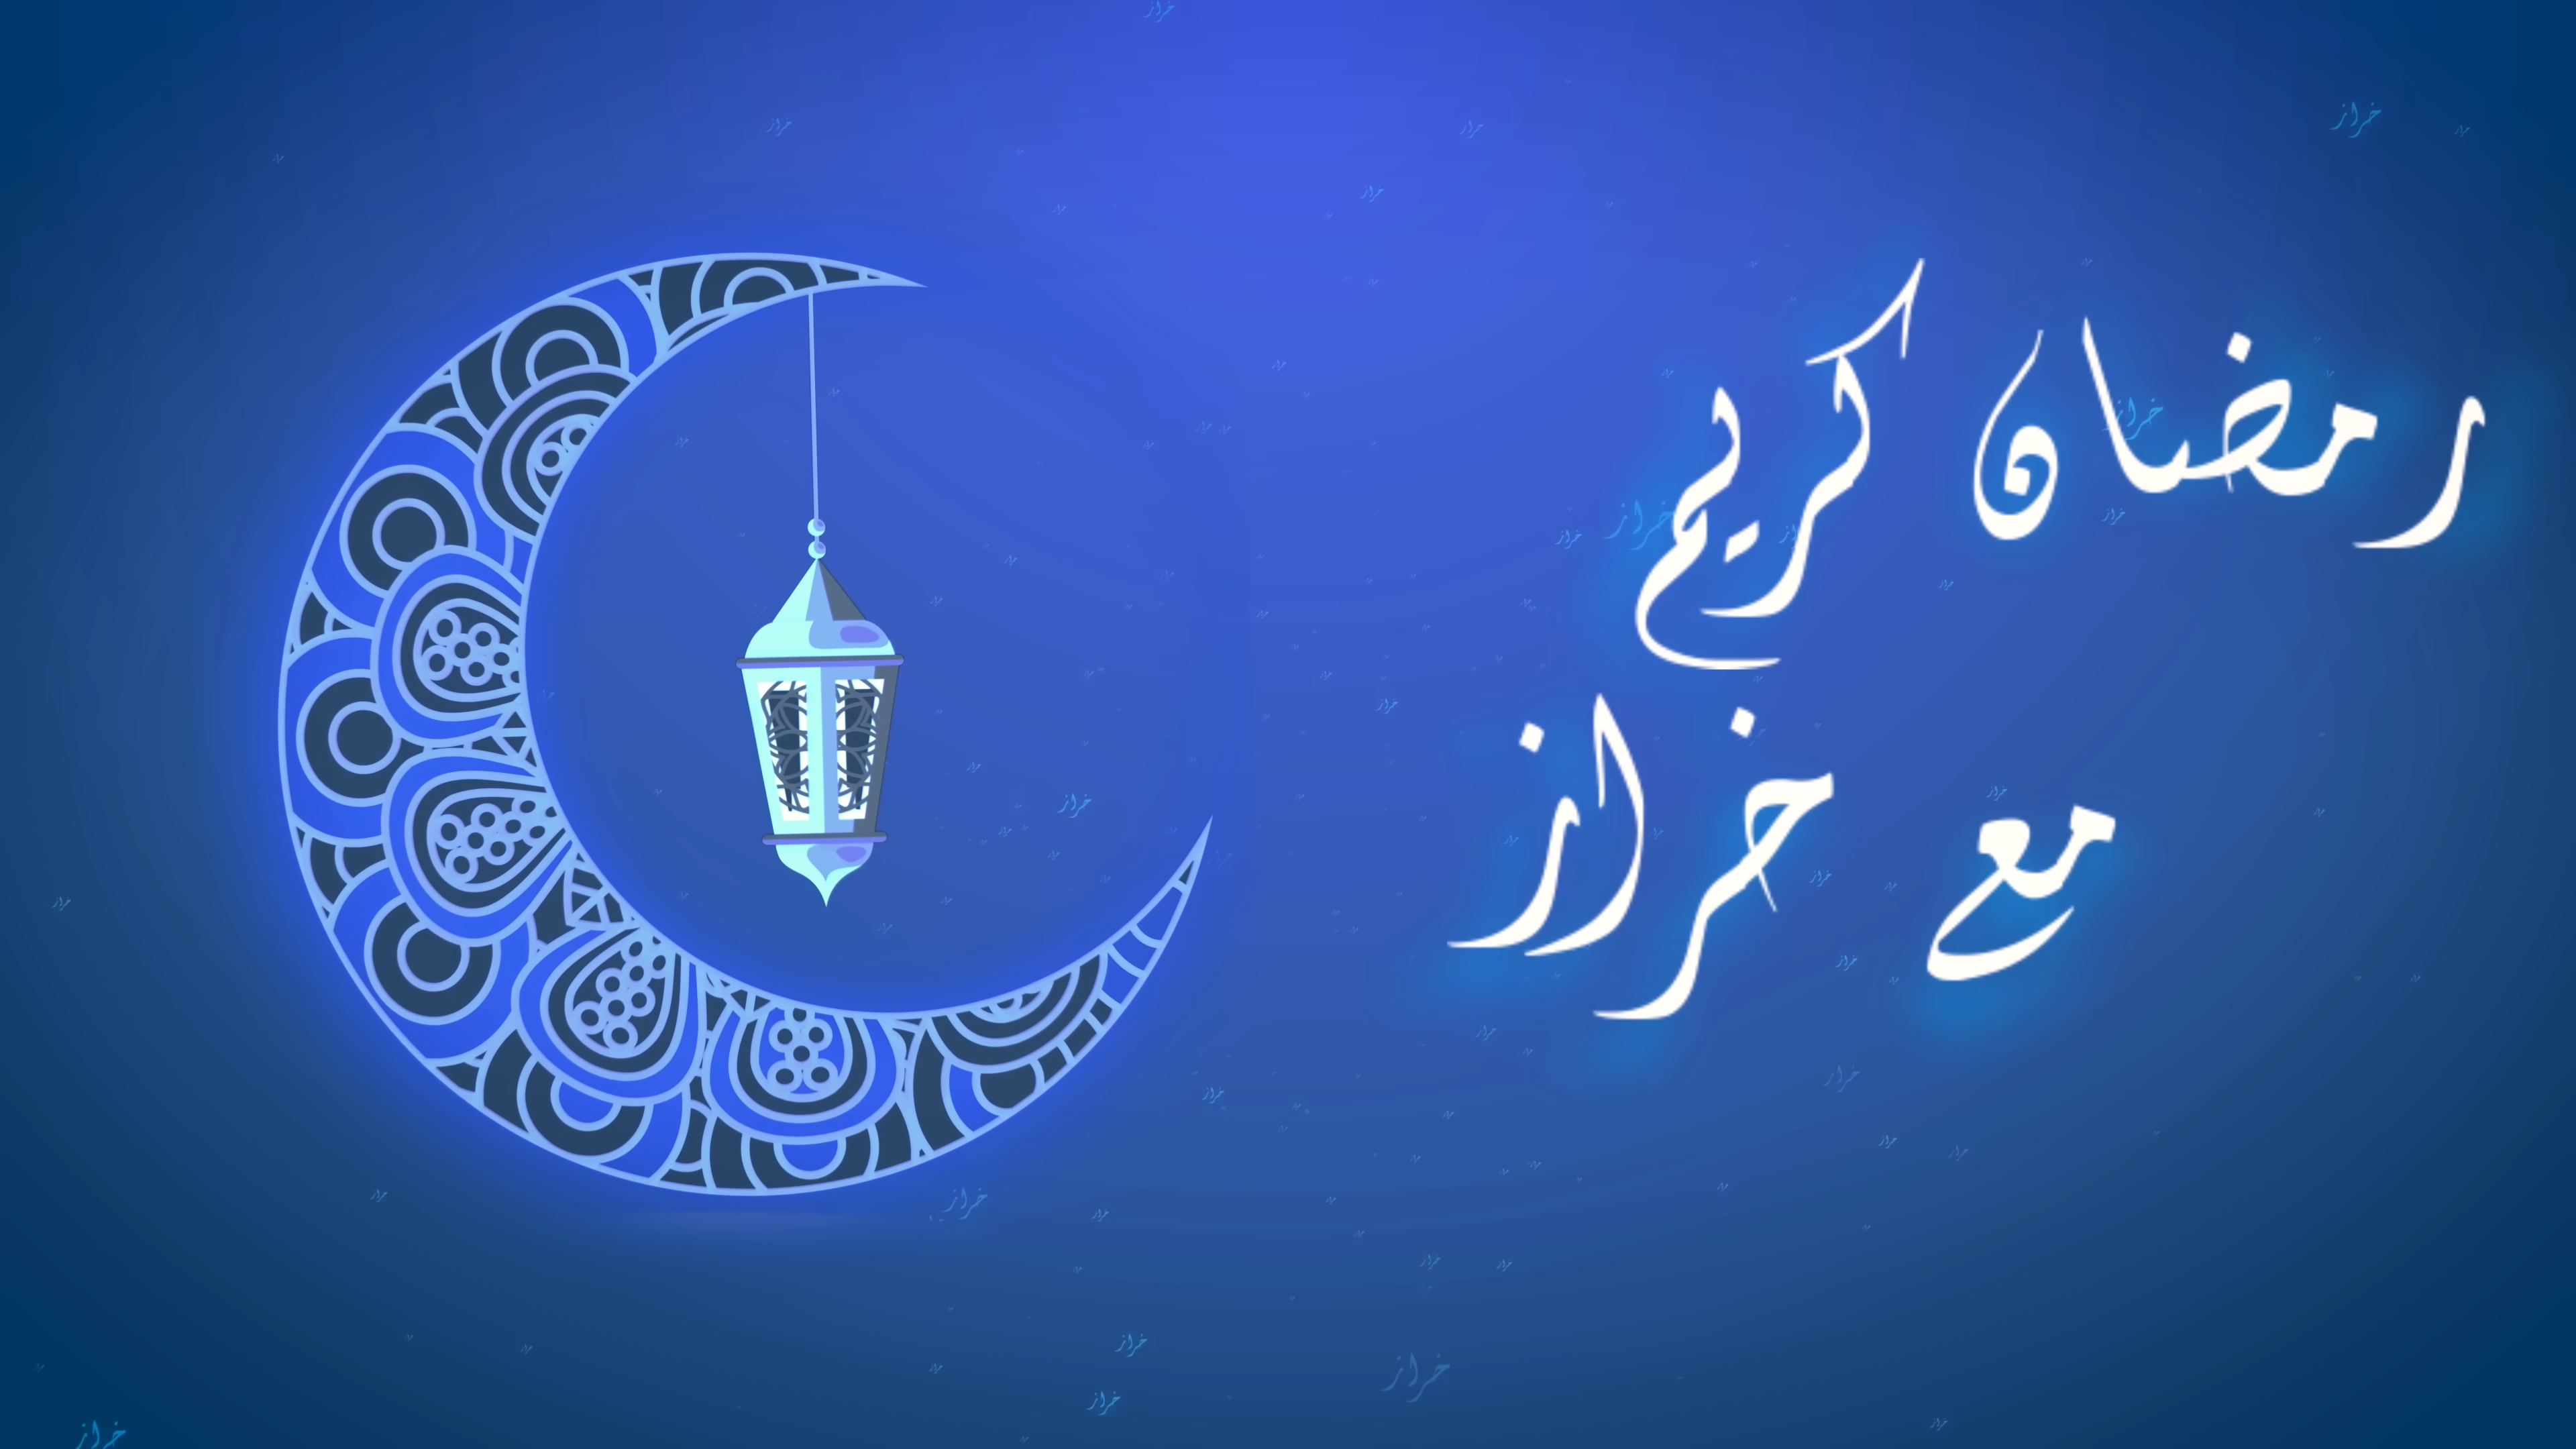 رمضان كريم
مع خراز